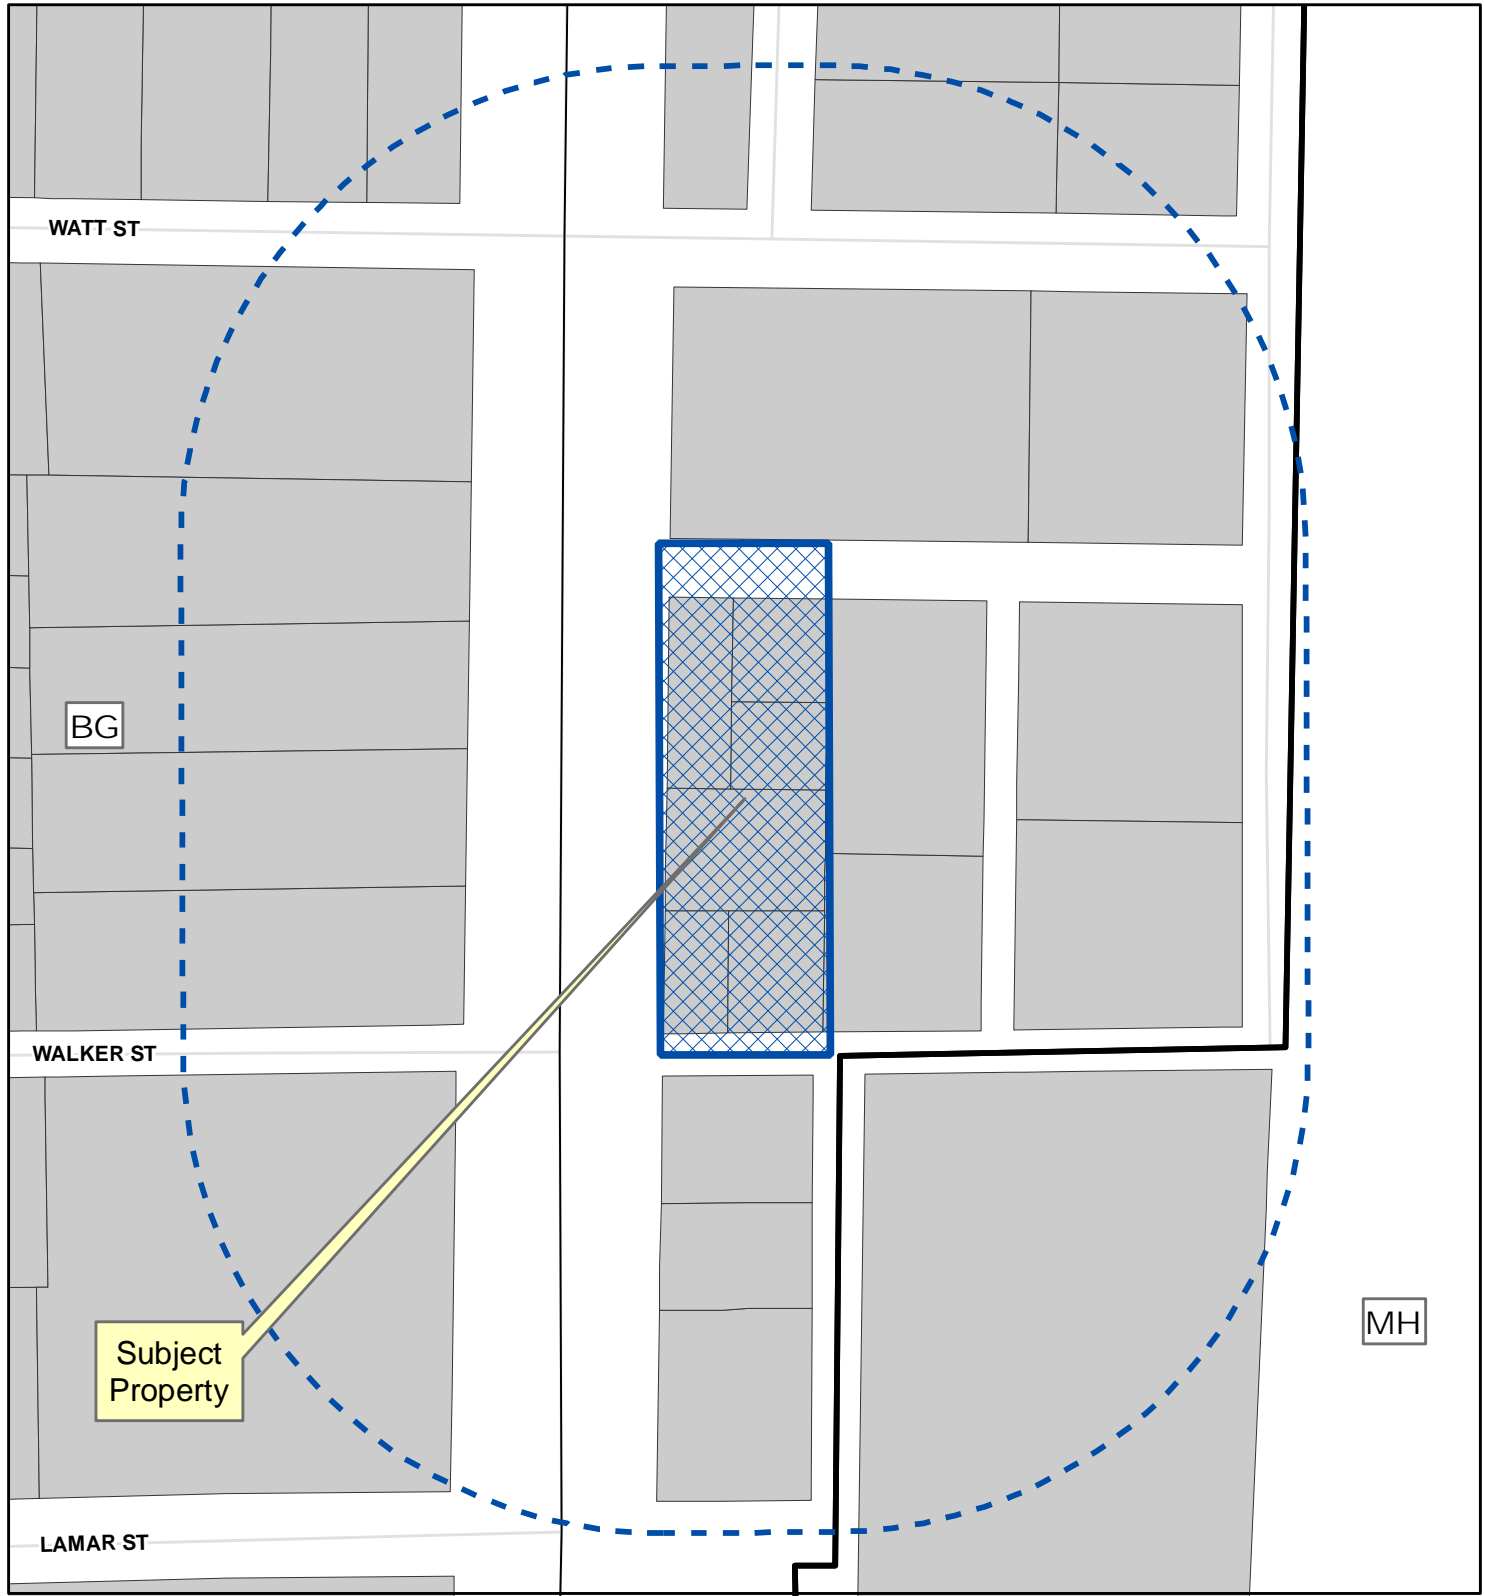 WATT ST
BG
WALKER ST
MH
Subject
Property
LAMAR ST